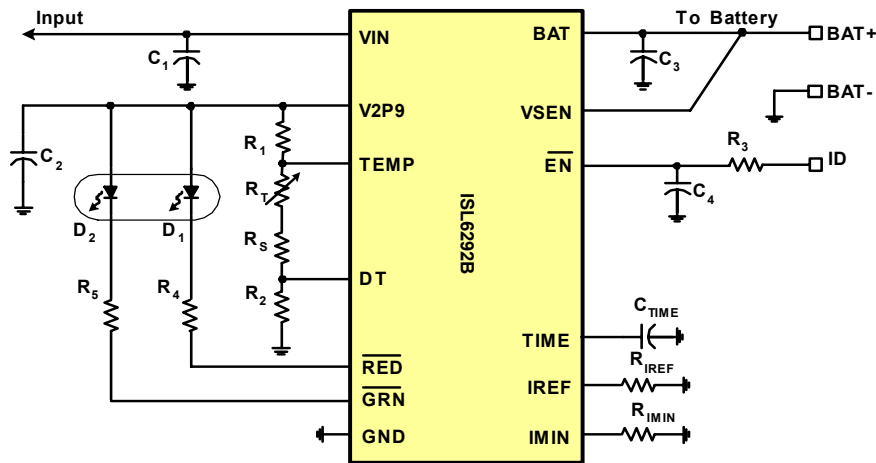 Input
To Battery
VIN
BAT
BAT+
C1
C3
BAT-
V2P9
VSEN
C2
R1
TEMP
R3
EN
ID
RT
C4
D2
D1
RS
ISL6292B
DT
R5
R4
R2
CTIME
TIME
RED
RIREF
IREF
GRN
RIMIN
GND
IMIN